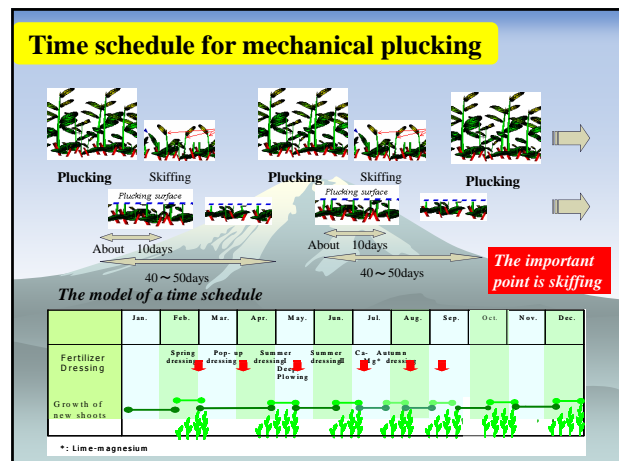 Time schedule for mechanical plucking
Plucking Skiffing Plucking Skiffing Plucking
Plucking surface Plucking surface
About 10days About 10days
40～50days 40～50days
The important
point is skiffing
The model of a time schedule
Jan. Feb. Mar. Apr. May. Jun. Jul. Aug. Sep. Oct. Nov. Dec.
Fertilizer Dressing
Spring dressing
Pop-up dressing
Summer dressingⅠ
Deep Plowing
Summer dressingⅡ
Ca-Mg*
Autumn dressing
Growth of
new shoots
*: Lime-magnesium